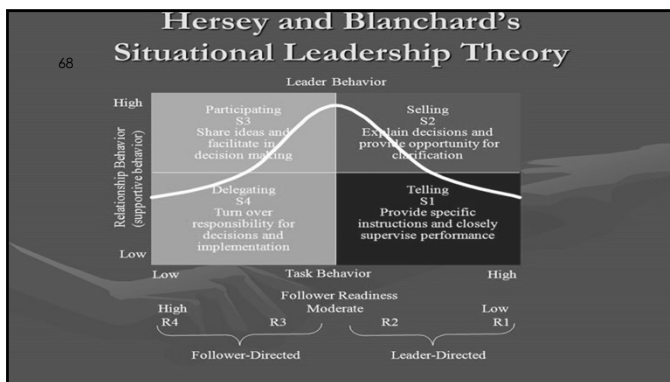 Hersey and Blanchard's
Situational Leadership Theory
68
Leader Behavior
High
Participating
S3
Share ideas and
facilitate in
decision making
Selling
S2
Explain decisions and
provide opportunity for
clarification
Relationship Behavior
(supportive behavior)
Delegating
S4
Turn over
responsibility for
decisions and
implementation
Telling
S1
Provide specific
instructions and closely
supervise performance
Low
Low Task Behavior High
Follower Readiness
High Moderate Low
R4 R3 R2 R1
Follower-Directed Leader-Directed